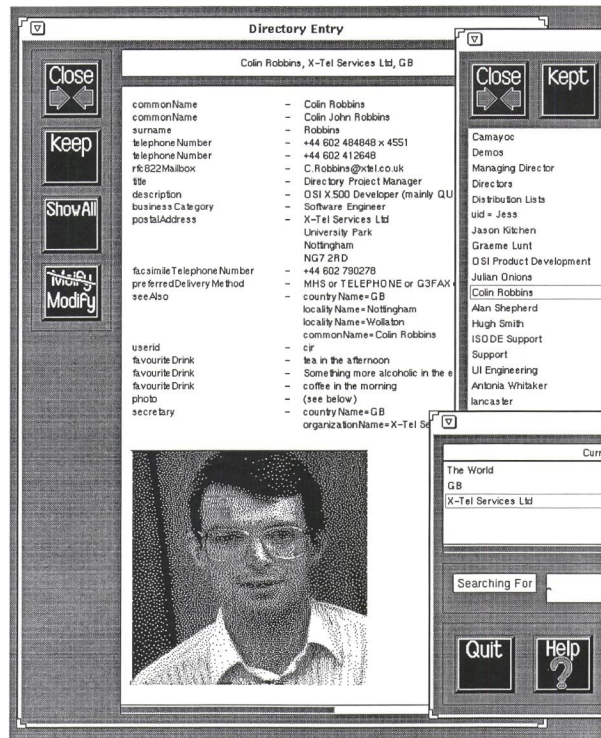 Directory Entry
Close
Keep
ShowAll
Modify
Modify
Colin Robbins, X-Tel Services Ltd, GB
commonName – Colin Robbins
commonName – Colin John Robbins
surname – Robbins
telephoneNumber – +44 602 484848 x 4551
telephoneNumber – +44 602 412648
rfc822Mailbox – C.Robbins@xtel.co.uk
title – Directory Project Manager
description – OSI X.500 Developer (mainly QU
businessCategory – Software Engineer
postalAddress – X-Tel Services Ltd
University Park
Nottingham
NG7 2RD
facsimileTelephoneNumber – +44 602 790278
preferredDeliveryMethod – MHS or TELEPHONE or G3FAX
seeAlso – countryName=GB
localityName=Nottingham
localityName=Wollaton
commonName=Colin Robbins
userid – cjr
favouriteDrink – tea in the afternoon
favouriteDrink – Something more alcoholic in the e
favouriteDrink – coffee in the morning
photo – (see below)
secretary – countryName=GB
organizationName=X-Tel Se
Close
kept
Camayoc
Demos
Managing Director
Directors
Distribution Lists
uid = Jess
Jason Kitchen
Graeme Lunt
OSI Product Development
Julian Onions
Colin Robbins
Alan Shepherd
Hugh Smith
ISODE Support
Support
UI Engineering
Antonia Whitaker
lancaster
Curr
The World
GB
X-Tel Services Ltd
Searching For
Quit
Help